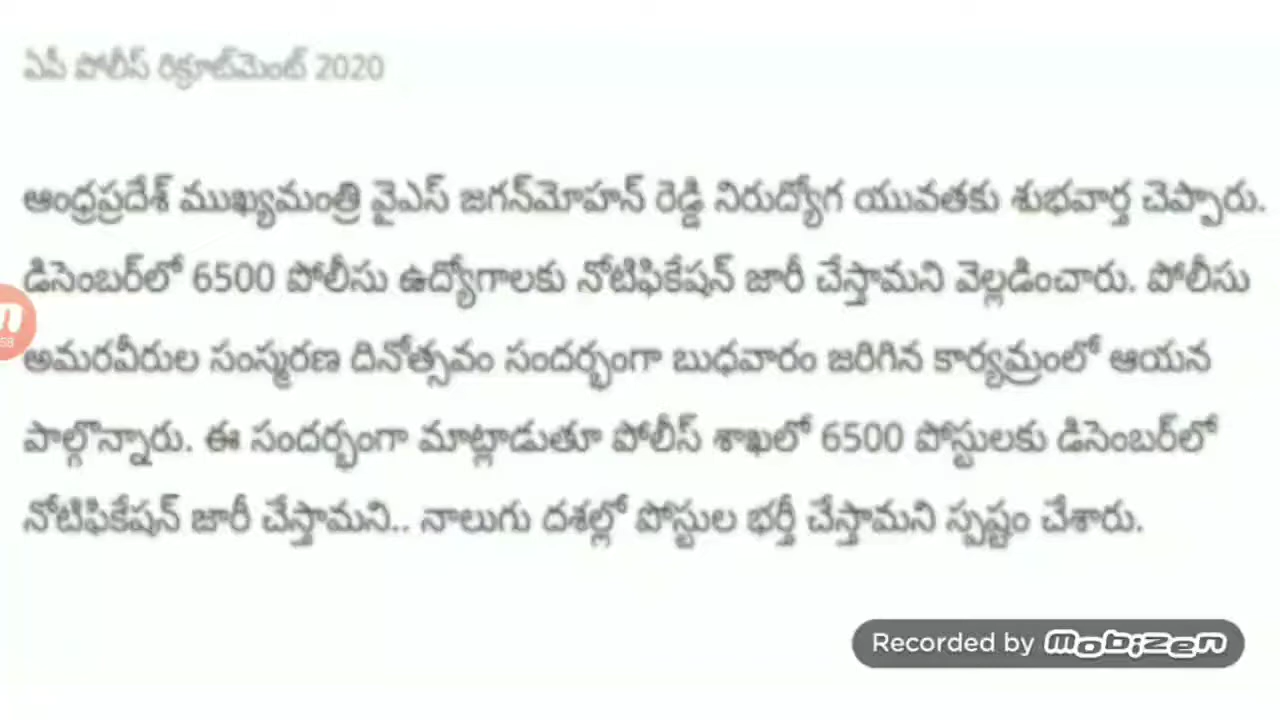 ఏపీ పోలీస్ రిక్రూట్‌మెంట్ 2020
ఆంధ్రప్రదేశ్ ముఖ్యమంత్రి వైఎస్ జగన్‌మోహన్ రెడ్డి నిరుద్యోగ యువతకు శుభవార్త చెప్పారు.
డిసెంబర్‌లో 6500 పోలీసు ఉద్యోగాలకు నోటిఫికేషన్ జారీ చేస్తామని వెల్లడించారు. పోలీసు
58
అమరవీరుల సంస్మరణ దినోత్సవం సందర్భంగా బుధవారం జరిగిన కార్యమ్రంలో ఆయన
పాల్గొన్నారు. ఈ సందర్భంగా మాట్లాడుతూ పోలీస్ శాఖలో 6500 పోస్టులకు డిసెంబర్‌లో
నోటిఫికేషన్ జారీ చేస్తామని.. నాలుగు దశల్లో పోస్టుల భర్తీ చేస్తామని స్పష్టం చేశారు.
Recorded by Mobizen